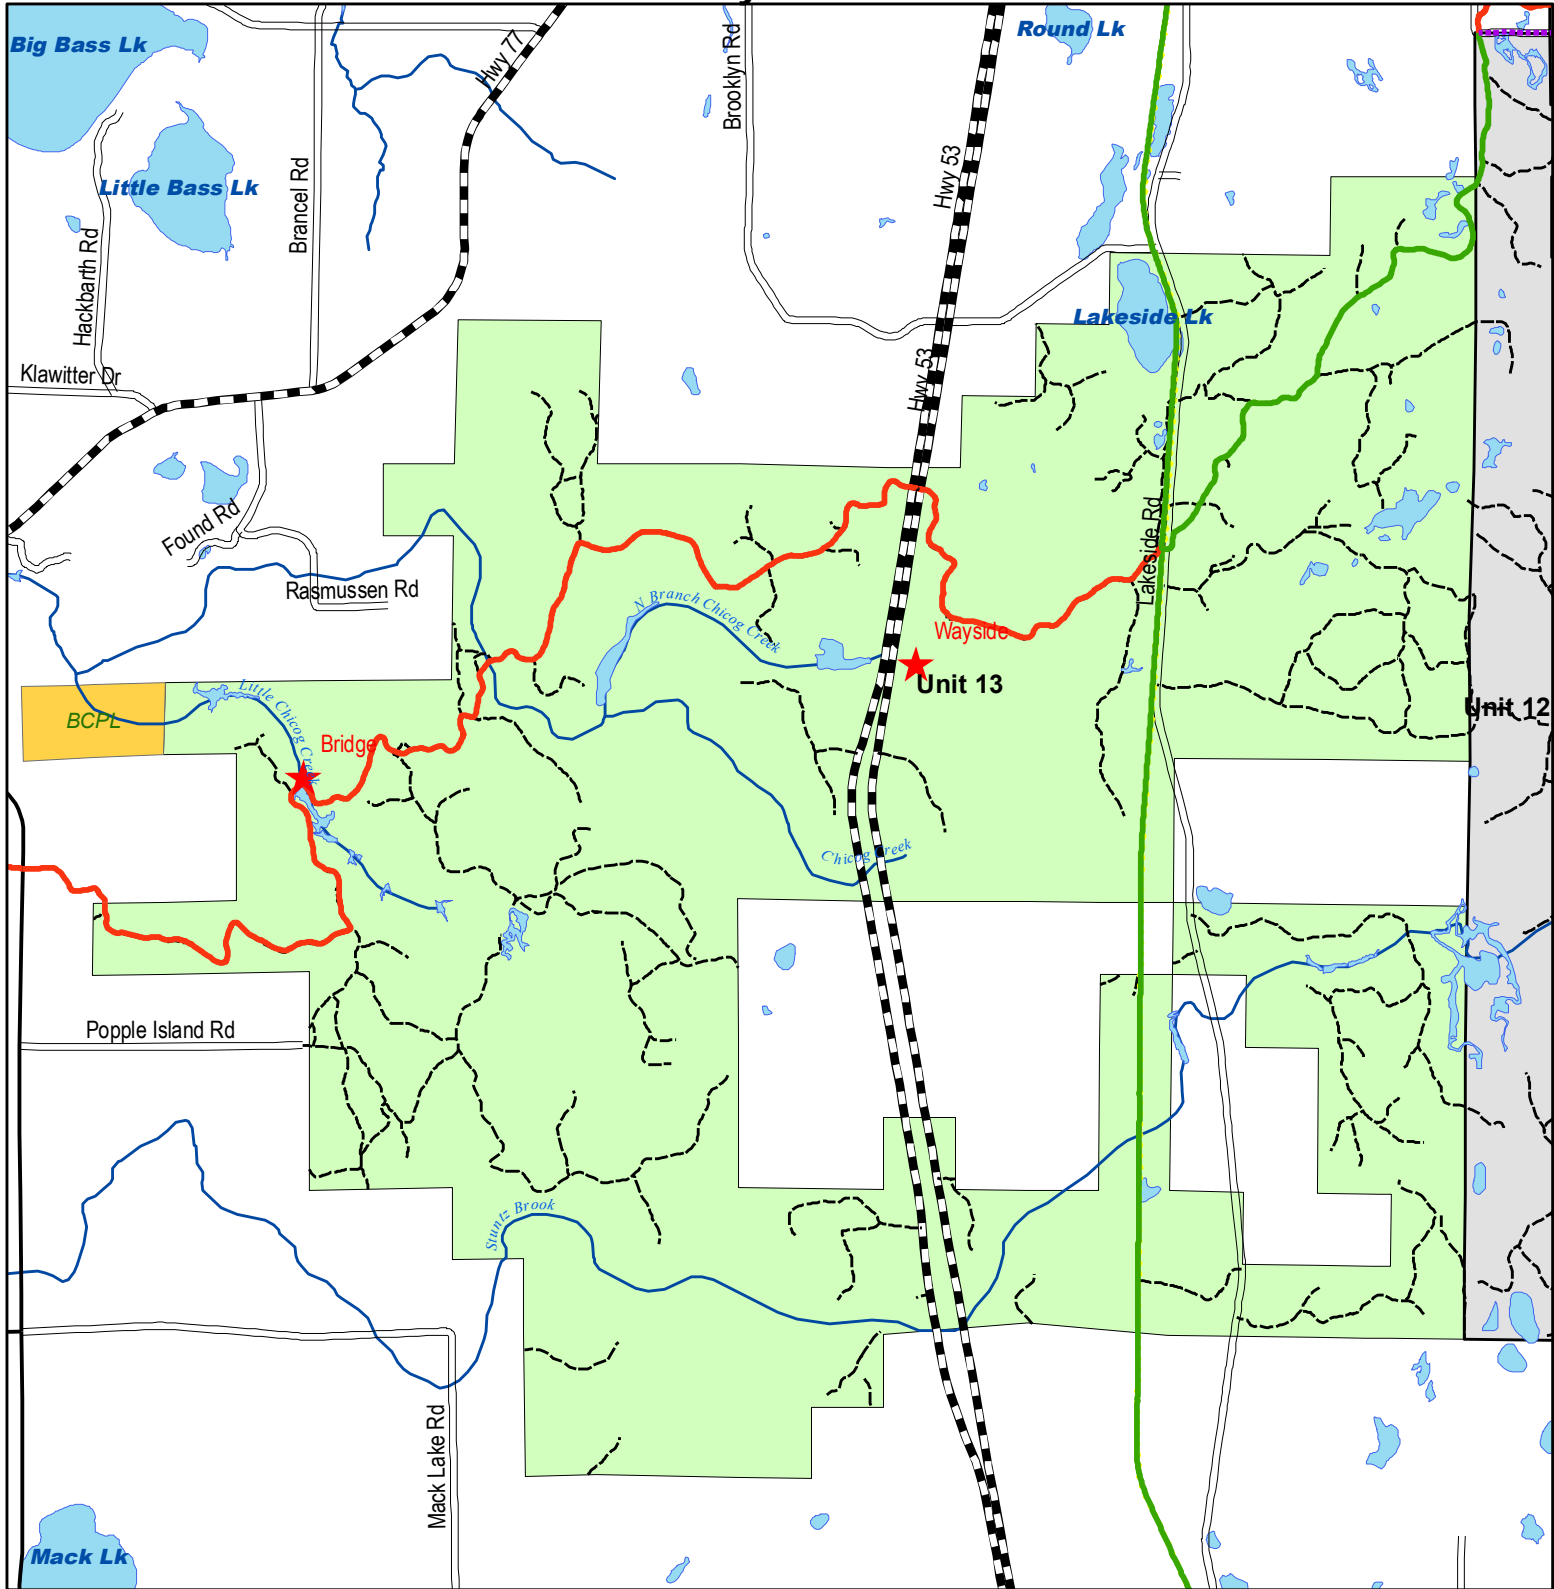 Round Lk
Big Bass Lk
Hwy 77
Brooklyn Rd
Hwy 53
Little Bass Lk
Brancel Rd
Hackbarth Rd
Lakeside Lk
Klawitter Dr
Hwy 53
Found Rd
Lakeside Rd
Rasmussen Rd
N Branch Chicog Creek
Wayside
Unit 13
Little Chicog Creek
Unit 12
BCPL
Bridge
Chicog Creek
Popple Island Rd
Stuntz Brook
Mack Lake Rd
Mack Lk